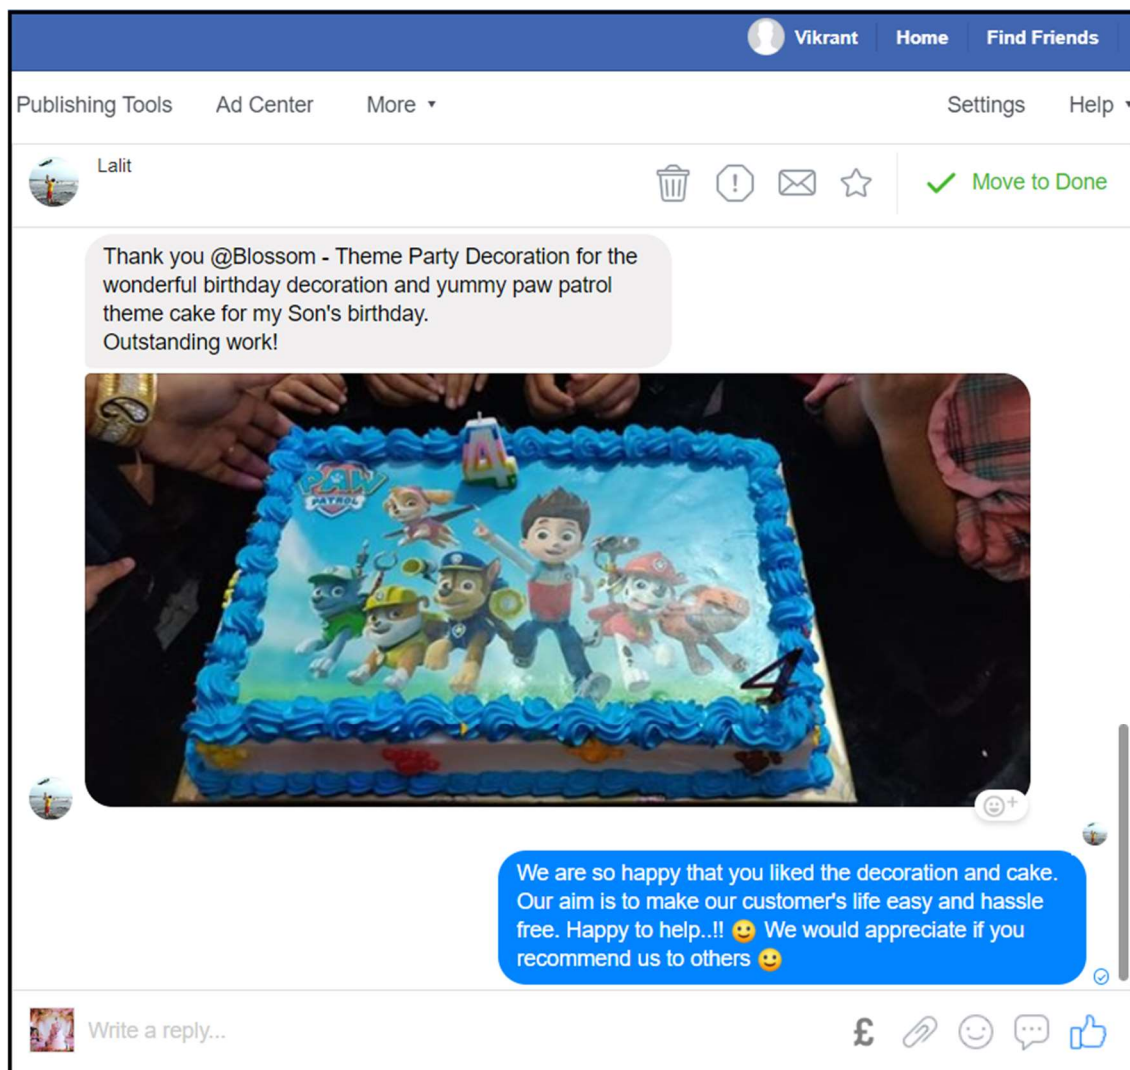 Vikrant Home Find Friends
Publishing Tools Ad Center More Settings Help
Lalit
Move to Done
Thank you @Blossom - Theme Party Decoration for the
wonderful birthday decoration and yummy paw patrol
theme cake for my Son's birthday.
Outstanding work!
4
PAW
PATROL
4
We are so happy that you liked the decoration and cake.
Our aim is to make our customer's life easy and hassle
free. Happy to help..!! 🙂 We would appreciate if you
recommend us to others 🙂
Write a reply...
£